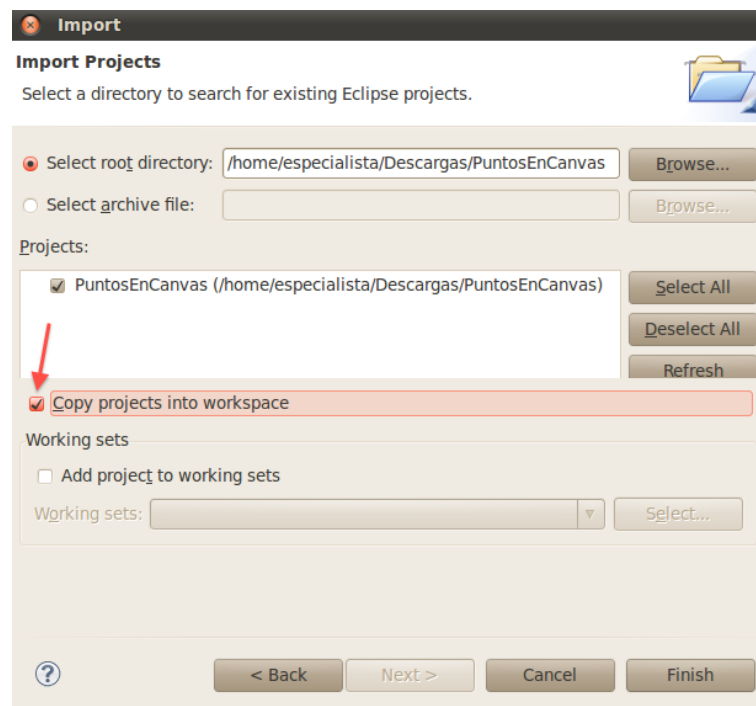 Import
Import Projects
Select a directory to search for existing Eclipse projects.
Select root directory: /home/especialista/Descargas/PuntosEnCanvas Browse...
Select archive file: Browse...
Projects:
PuntosEnCanvas (/home/especialista/Descargas/PuntosEnCanvas) Select All
Deselect All
Refresh
Copy projects into workspace
Working sets
Add project to working sets
Working sets: Select...
? < Back Next > Cancel Finish